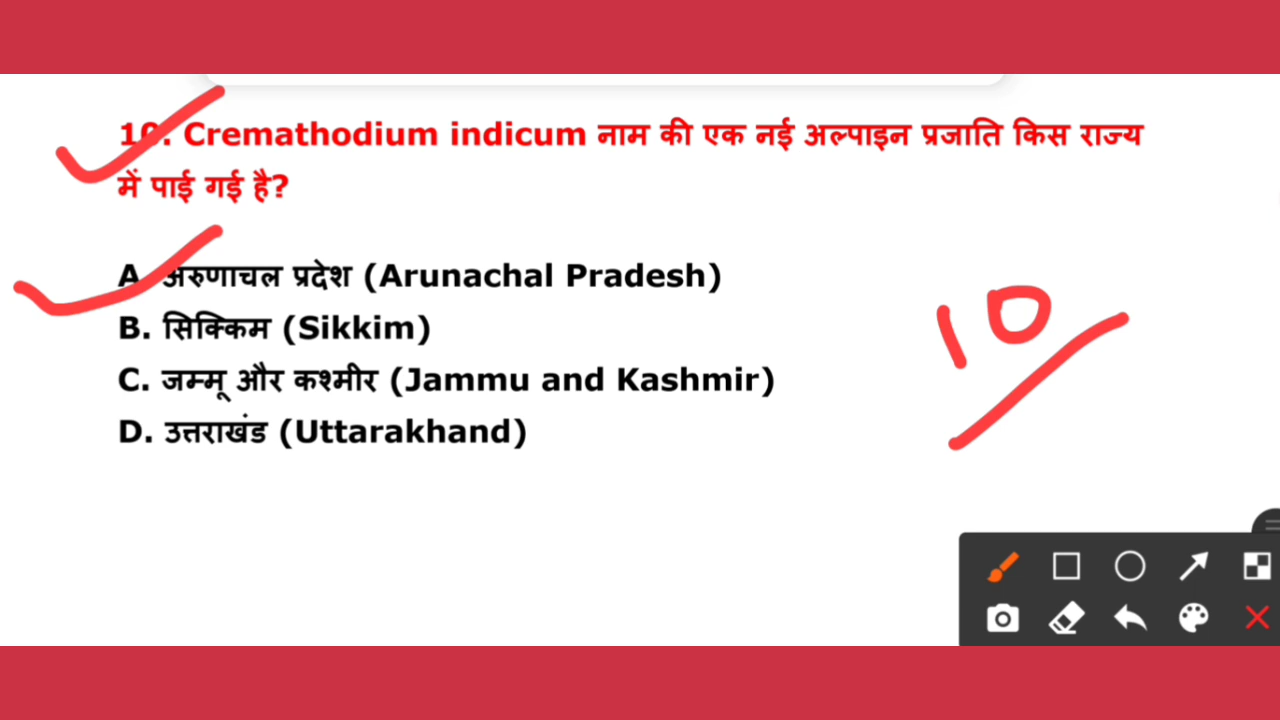 10. Cremathodium indicum नाम की एक नई अल्पाइन प्रजाति किस राज्य
में पाई गई है?
A. अरुणाचल प्रदेश (Arunachal Pradesh)
B. सिक्किम (Sikkim)
C. जम्मू और कश्मीर (Jammu and Kashmir)
D. उत्तराखंड (Uttarakhand)
10